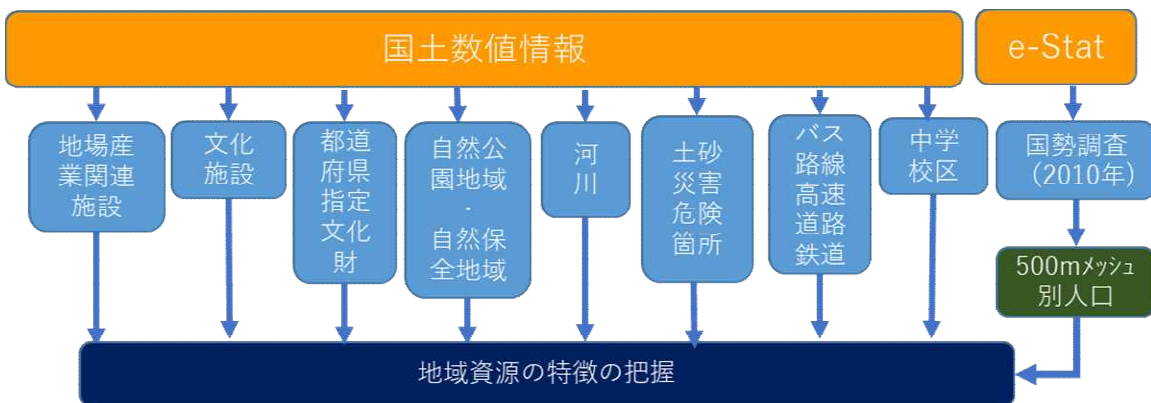 国土数値情報
e-Stat
地場産
業関連
施設
文化
施設
都道
府県
指定
文化
財
自然公
園地域
・
自然保
全地域
河
川
土砂
災害
危険
箇所
バス
路線
高速
道路
鉄道
中学
校区
国勢調査
（2010年）
500mﾒｯｼｭ
別人口
地域資源の特徴の把握